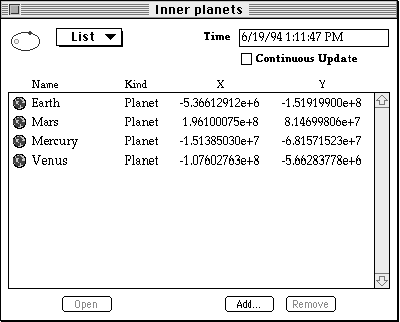 Inner planets
List Time 6/19/94 1:11:47 PM
Continuous Update
Name Kind X Y
Earth Planet -5.36612912e+6 -1.51919900e+8
Mars Planet 1.96100075e+8 8.14699806e+7
Mercury Planet -1.51385030e+7 -6.81571523e+7
Venus Planet -1.07602763e+8 -5.66283778e+6
Open Add... Remove